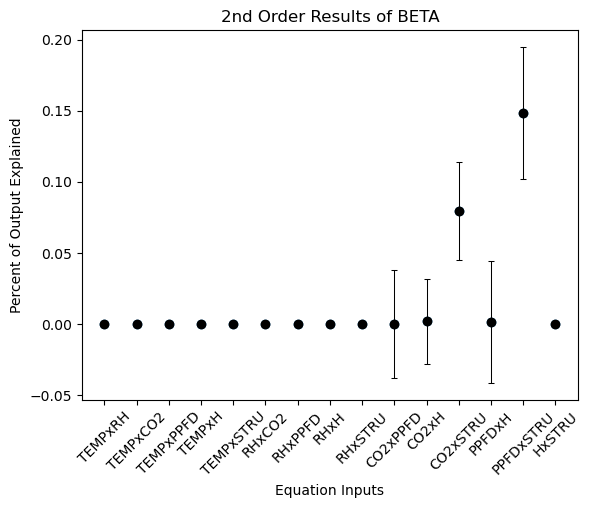 2nd Order Results of BETA
Percent of Output Explained
0.20
0.15
0.10
0.05
0.00
−0.05
TEMPxRH
TEMPxCO2
TEMPxPPFD
TEMPxH
TEMPxSTRU
RHxCO2
RHxPPFD
RHxH
RHxSTRU
CO2xPPFD
CO2xH
CO2xSTRU
PPFDxH
PPFDxSTRU
HxSTRU
Equation Inputs